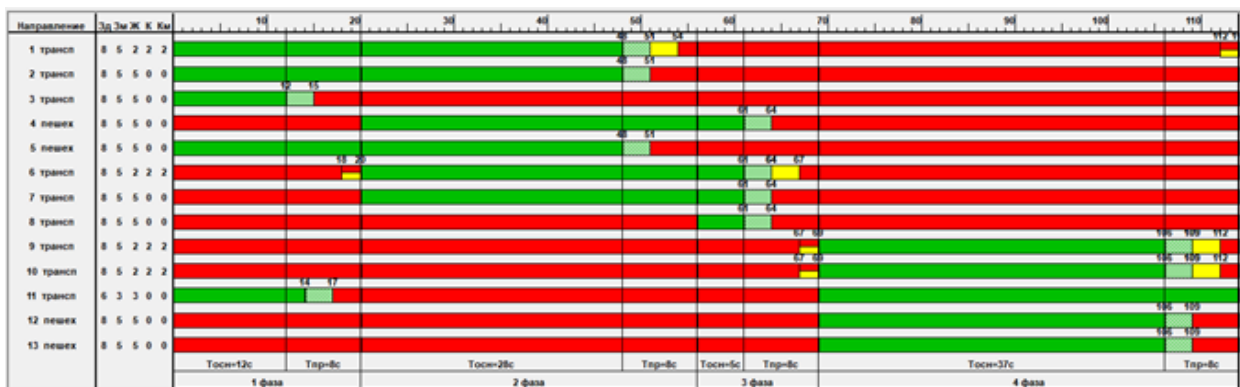 10 20 30 40 50 60 70 80 90 100 110
Направление Зд Зм Ж К Км
48 51 54 112
1 трансп 8 5 2 2 2
48 51
2 трансп 8 5 5 0 0
12 15
3 трансп 8 5 5 0 0
61 64
4 пешех 8 5 5 0 0
48 51
5 пешех 8 5 5 0 0
18 20 61 64 67
6 трансп 8 5 2 2 2
61 64
7 трансп 8 5 5 0 0
61 64
8 трансп 8 5 5 0 0
67 69 106 109 112
9 трансп 8 5 2 2 2
67 69 106 109 112
10 трансп 8 5 2 2 2
14 17
11 трансп 6 3 3 0 0
106 109
12 пешех 8 5 5 0 0
106 109
13 пешех 8 5 5 0 0
Тосн=12с Тпр=8с Тосн=28с Тпр=8с Тосн=5с Тпр=8с Тосн=37с Тпр=8с
1 фаза 2 фаза 3 фаза 4 фаза